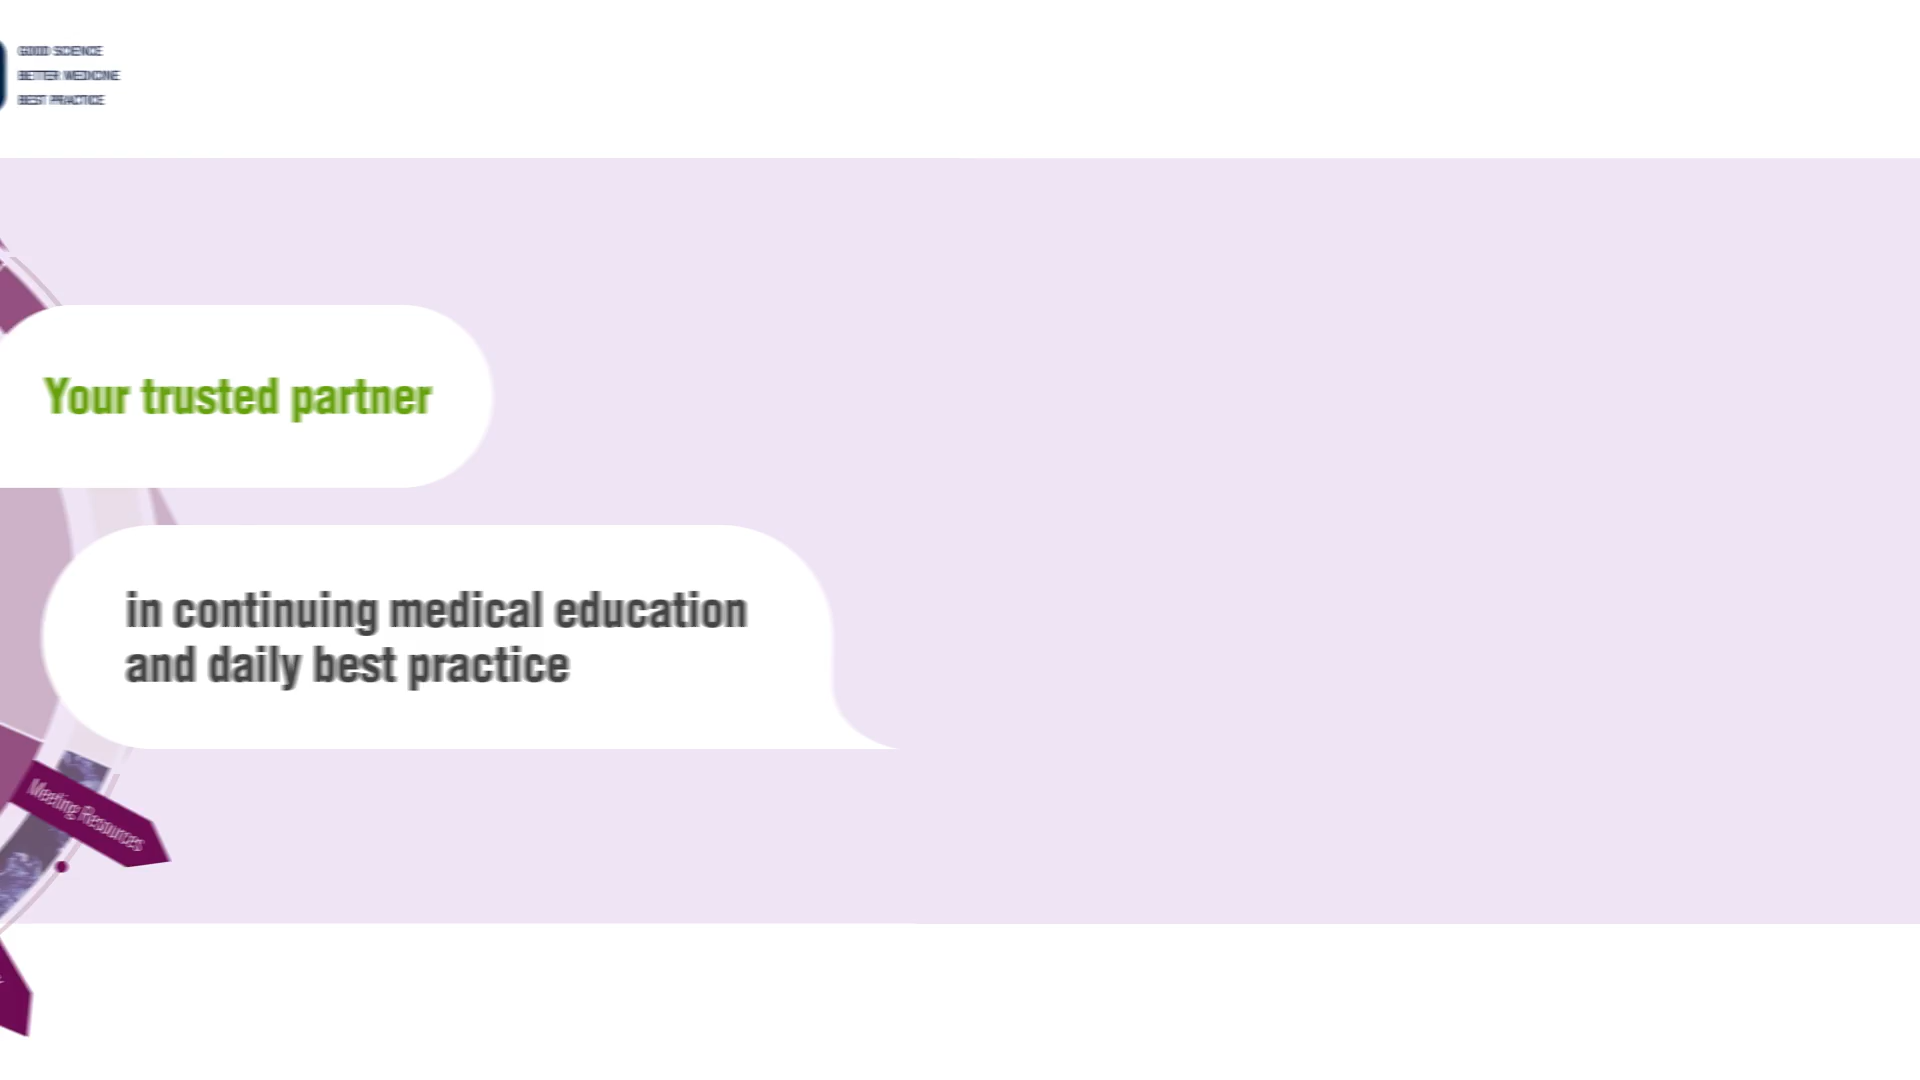 GOOD SCIENCE
BETTER MEDICINE
BEST PRACTICE
Your trusted partner
in continuing medical education
and daily best practice
Meeting Resources